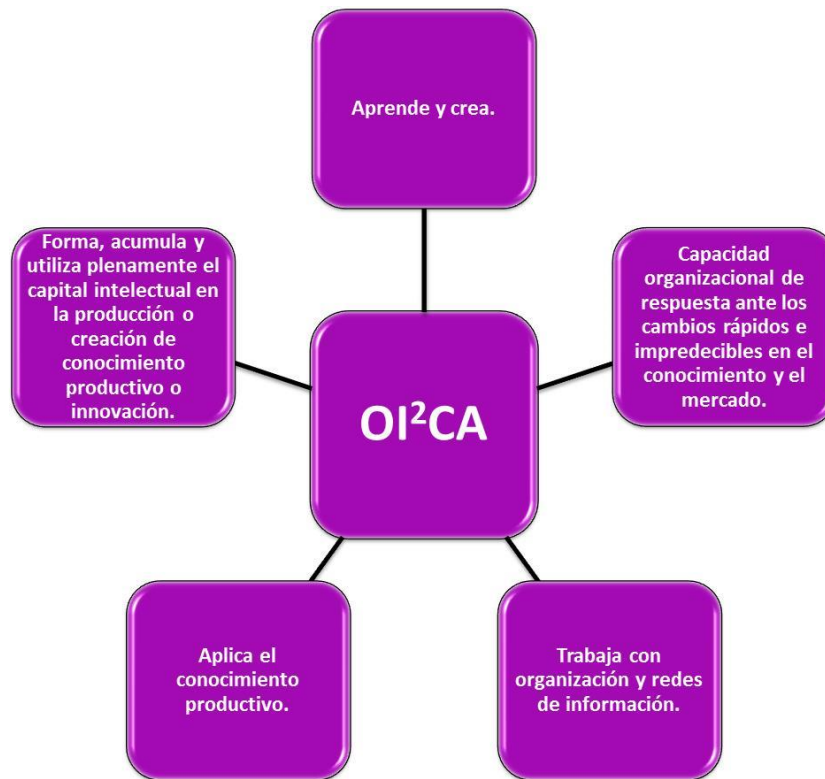 Aprende y crea.
Forma, acumula y
utiliza plenamente el
capital intelectual en
la producción o
creación de
conocimiento
productivo o
innovación.
Capacidad
organizacional de
respuesta ante los
cambios rápidos e
impredecibles en el
conocimiento y el
mercado.
OI²CA
Aplica el
conocimiento
productivo.
Trabaja con
organización y redes
de información.